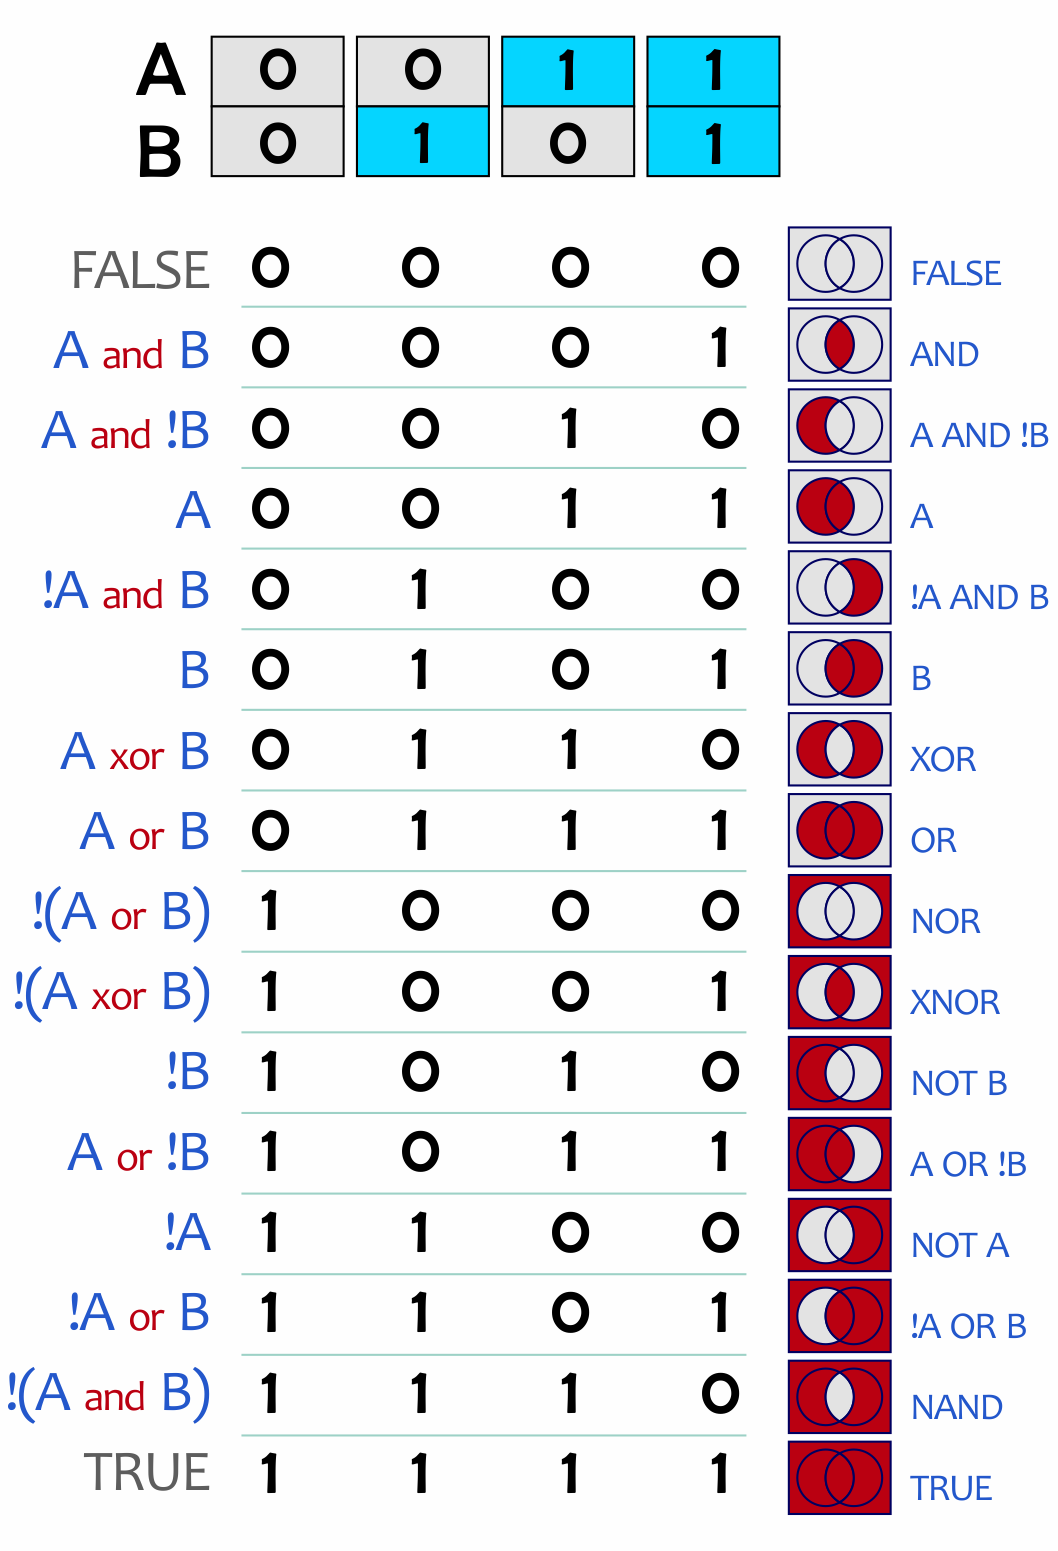 A 0 0 1 1
B 0 1 0 1
FALSE 0 0 0 0 FALSE
A and B 0 0 0 1 AND
A and !B 0 0 1 0 A AND !B
A 0 0 1 1 A
!A and B 0 1 0 0 !A AND B
B 0 1 0 1 B
A xor B 0 1 1 0 XOR
A or B 0 1 1 1 OR
!(A or B) 1 0 0 0 NOR
!(A xor B) 1 0 0 1 XNOR
!B 1 0 1 0 NOT B
A or !B 1 0 1 1 A OR !B
!A 1 1 0 0 NOT A
!A or B 1 1 0 1 !A OR B
!(A and B) 1 1 1 0 NAND
TRUE 1 1 1 1 TRUE